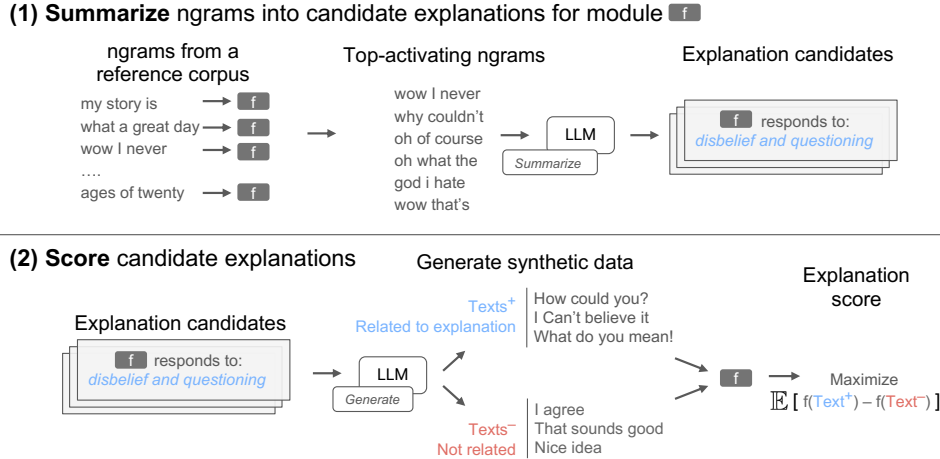 (1) Summarize ngrams into candidate explanations for module f
ngrams from a
reference corpus
my story is f
what a great day f
wow I never f
....
ages of twenty f
Top-activating ngrams
wow I never
why couldn't
oh of course
oh what the
god i hate
wow that's
LLM
Summarize
Explanation candidates
f responds to:
disbelief and questioning
(2) Score candidate explanations
Explanation candidates
f responds to:
disbelief and questioning
LLM
Generate
Generate synthetic data
Texts⁺
Related to explanation
How could you?
I Can't believe it
What do you mean!
Texts⁻
Not related
I agree
That sounds good
Nice idea
f
Explanation
score
Maximize
𝔼 [ f(Text⁺) – f(Text⁻) ]